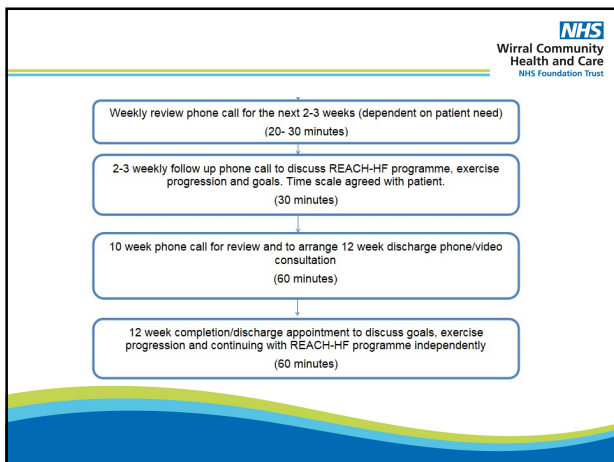 NHS
Wirral Community
Health and Care
NHS Foundation Trust
Weekly review phone call for the next 2-3 weeks (dependent on patient need)
(20- 30 minutes)
2-3 weekly follow up phone call to discuss REACH-HF programme, exercise
progression and goals. Time scale agreed with patient.
(30 minutes)
10 week phone call for review and to arrange 12 week discharge phone/video
consultation
(60 minutes)
12 week completion/discharge appointment to discuss goals, exercise
progression and continuing with REACH-HF programme independently
(60 minutes)